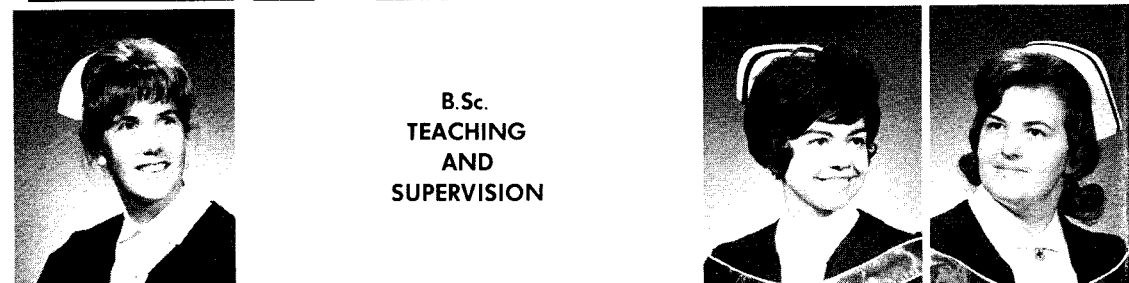 B.Sc.
TEACHING
AND
SUPERVISION